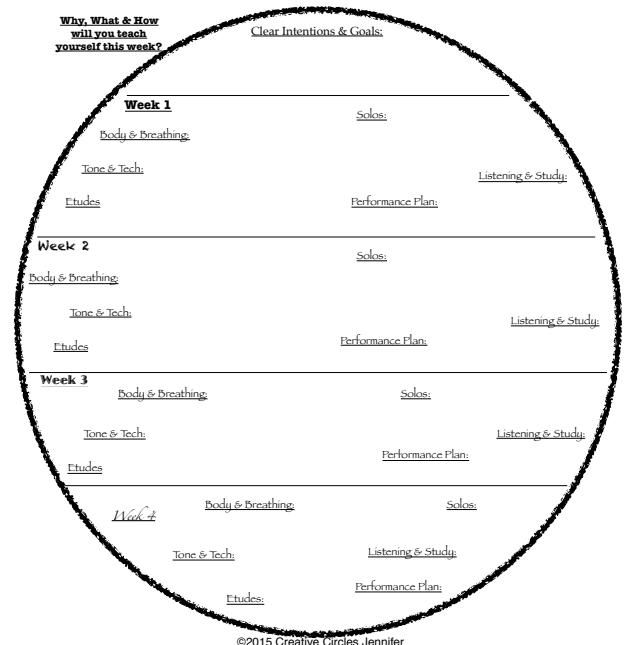 Why, What & How
will you teach
yourself this week?
Clear Intentions & Goals:
Week 1
Solos:
Body & Breathing:
Tone & Tech:
Listening & Study:
Etudes
Performance Plan:
Week 2
Solos:
Body & Breathing:
Tone & Tech:
Listening & Study:
Etudes
Performance Plan:
Week 3
Body & Breathing:
Solos:
Tone & Tech:
Listening & Study:
Performance Plan:
Etudes
Week 4
Body & Breathing:
Solos:
Tone & Tech:
Listening & Study:
Performance Plan:
Etudes:
©2015 Creative Circles Jennifer